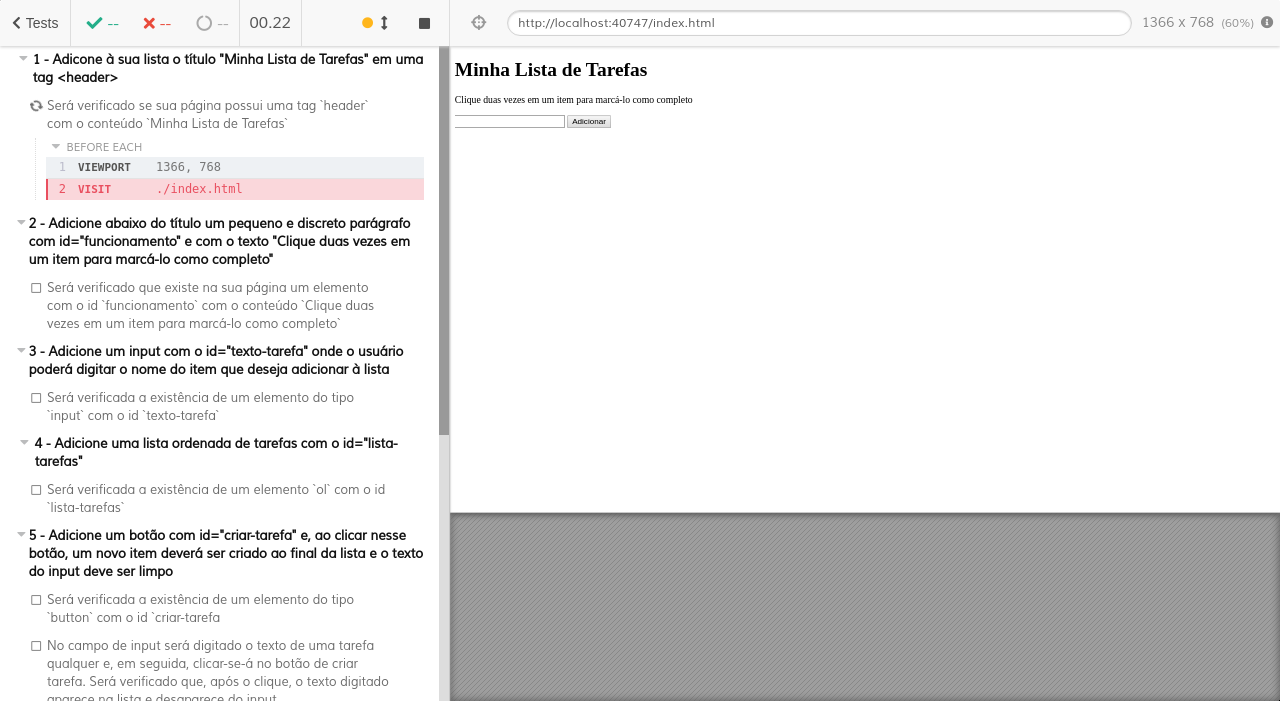 Tests -- -- -- 00.22 http://localhost:40747/index.html 1366 x 768 (60%)
1 - Adicone à sua lista o título "Minha Lista de Tarefas" em uma
tag <header>
Será verificado se sua página possui uma tag `header`
com o conteúdo `Minha Lista de Tarefas`
BEFORE EACH
1 VIEWPORT 1366, 768
2 VISIT ./index.html
2 - Adicione abaixo do título um pequeno e discreto parágrafo
com id="funcionamento" e com o texto "Clique duas vezes em
um item para marcá-lo como completo"
Será verificado que existe na sua página um elemento
com o id `funcionamento` com o conteúdo `Clique duas
vezes em um item para marcá-lo como completo`
3 - Adicione um input com o id="texto-tarefa" onde o usuário
poderá digitar o nome do item que deseja adicionar à lista
Será verificada a existência de um elemento do tipo
`input` com o id `texto-tarefa`
4 - Adicione uma lista ordenada de tarefas com o id="lista-
tarefas"
Será verificada a existência de um elemento `ol` com o id
`lista-tarefas`
5 - Adicione um botão com id="criar-tarefa" e, ao clicar nesse
botão, um novo item deverá ser criado ao final da lista e o texto
do input deve ser limpo
Será verificada a existência de um elemento do tipo
`button` com o id `criar-tarefa
No campo de input será digitado o texto de uma tarefa
qualquer e, em seguida, clicar-se-á no botão de criar
tarefa. Será verificado que, após o clique, o texto digitado
aparece na lista e desaparece do input
Minha Lista de Tarefas
Clique duas vezes em um item para marcá-lo como completo
Adicionar